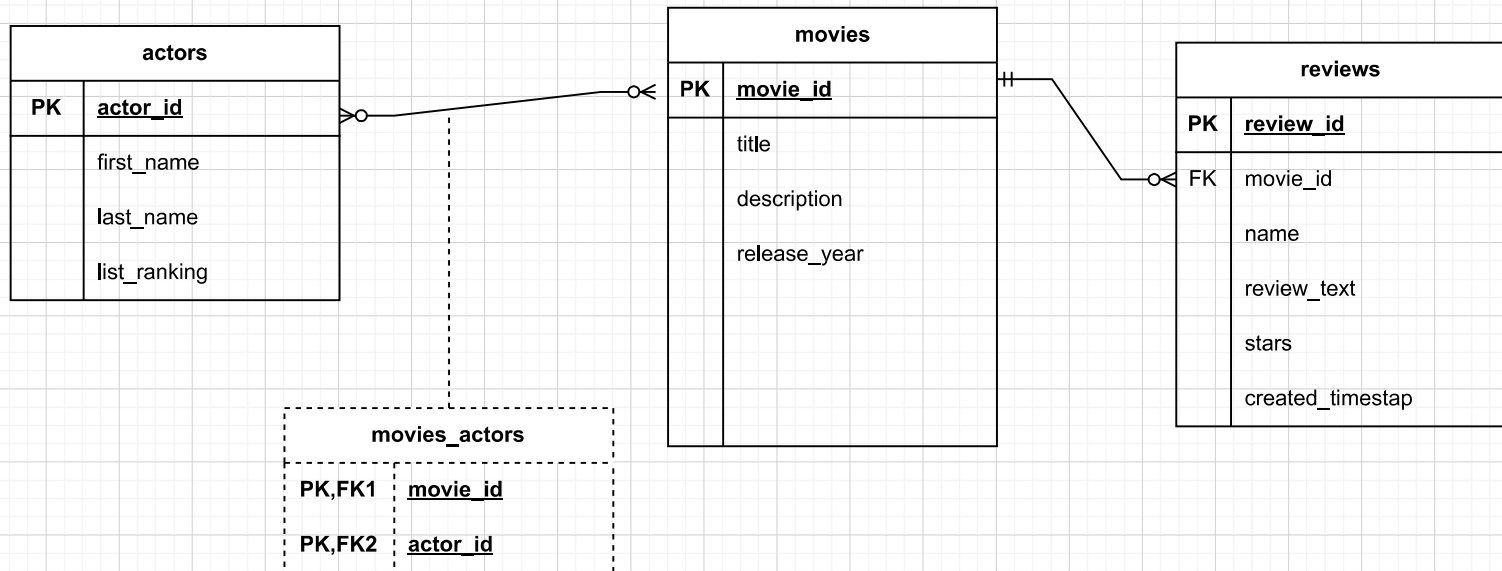 actors
PK actor_id
first_name
last_name
list_ranking
movies
PK movie_id
title
description
release_year
reviews
PK review_id
FK movie_id
name
review_text
stars
created_timestap
movies_actors
PK,FK1 movie_id
PK,FK2 actor_id